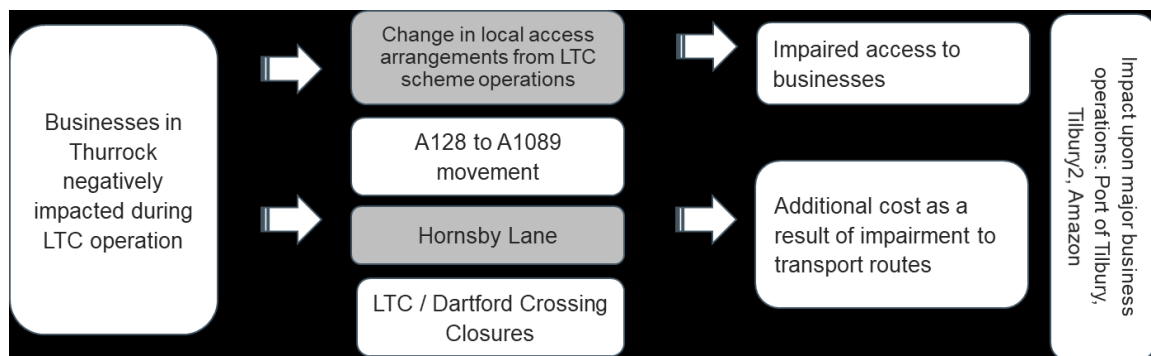 Businesses in
Thurrock
negatively
impacted during
LTC operation
Change in local access
arrangements from LTC
scheme operations
A128 to A1089
movement
Hornsby Lane
LTC / Dartford Crossing
Closures
Impaired access to
businesses
Additional cost as a
result of impairment to
transport routes
Impact upon major business
operations: Port of Tilbury,
Tilbury2, Amazon